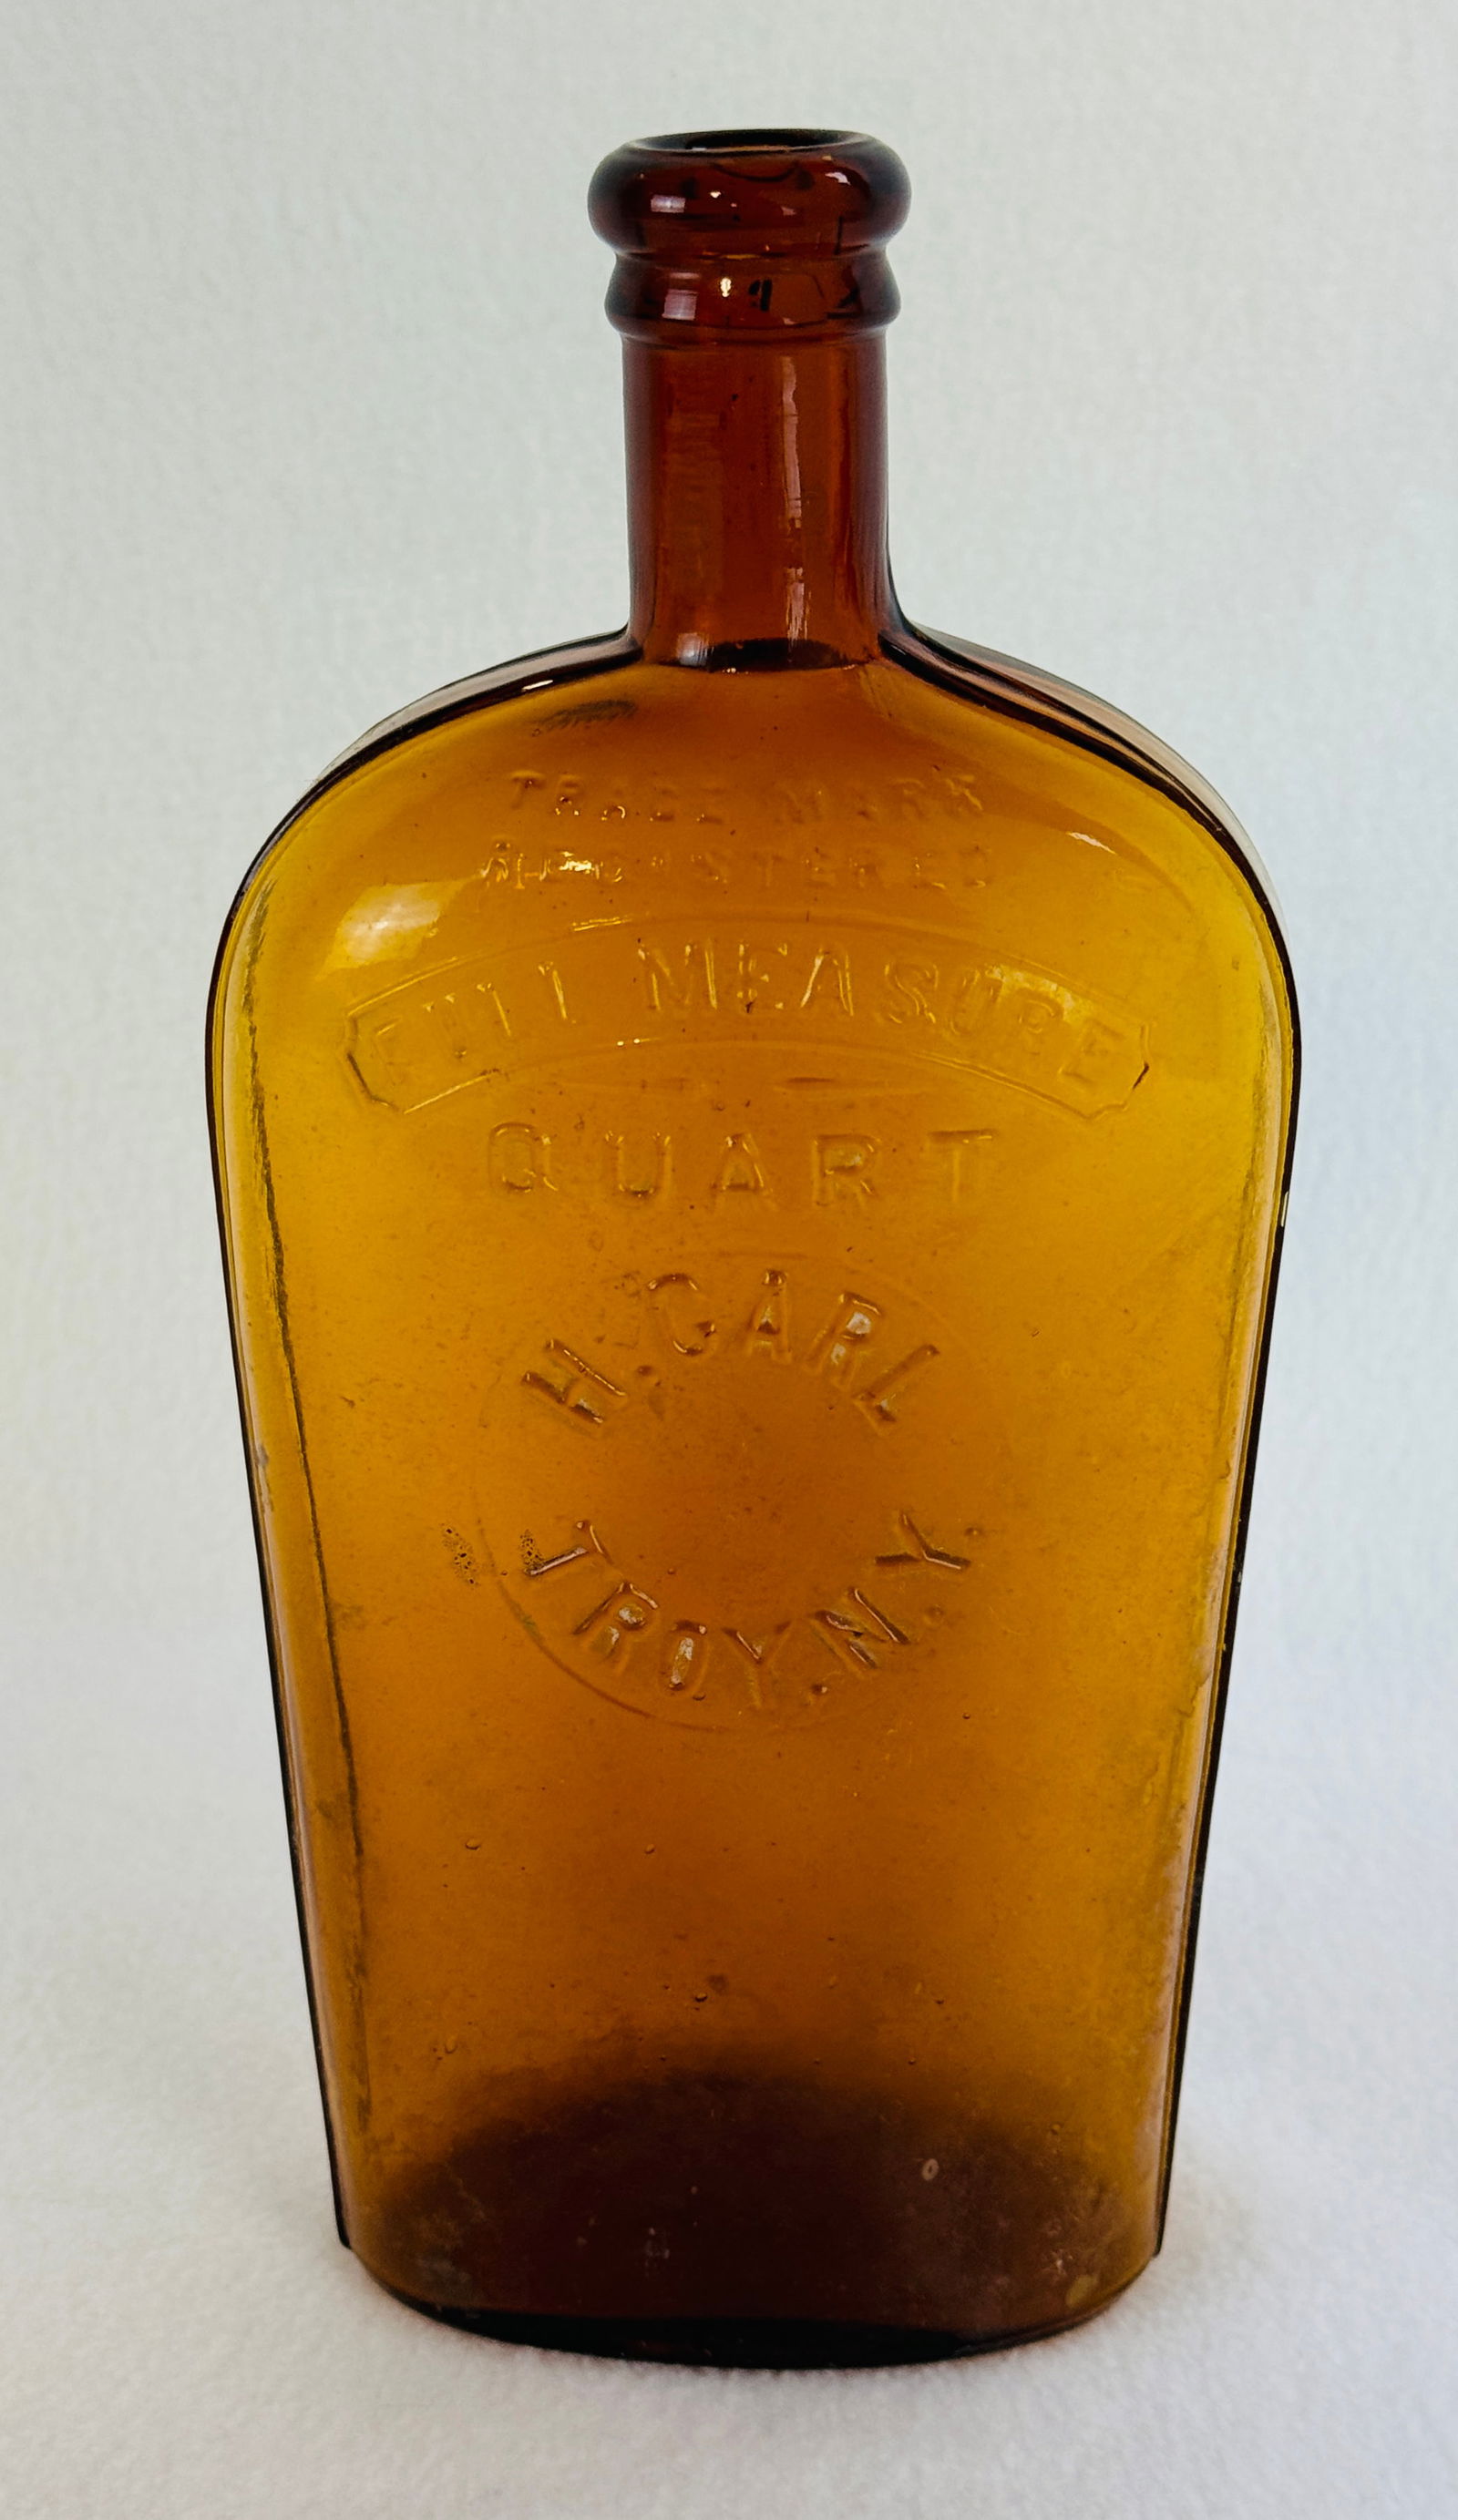 TRADE MARK
REGISTERED
FULL MEASURE
QUART
H. CARL
TROY. N.Y.